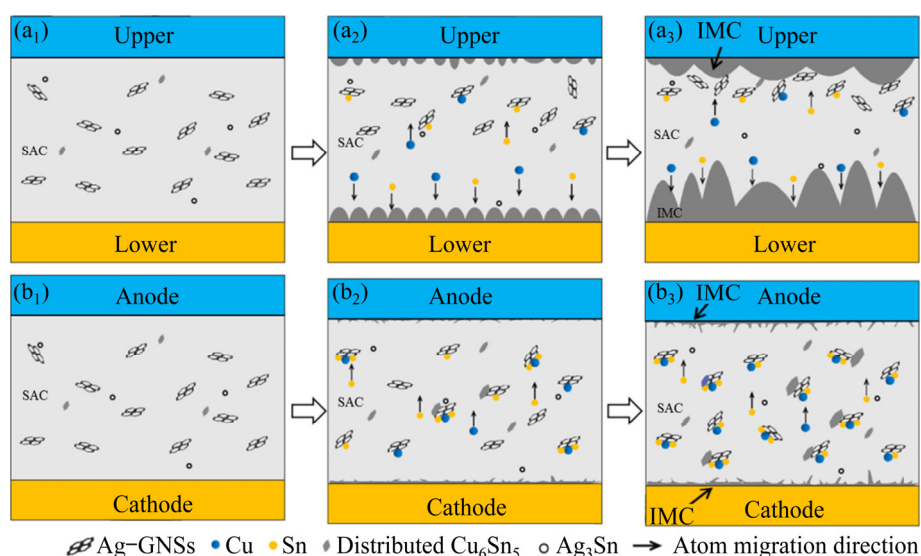 (a₁) Upper
SAC
Lower
(a₂) Upper
SAC
Lower
(a₃) IMC Upper
SAC
IMC
Lower
(b₁) Anode
SAC
Cathode
(b₂) Anode
SAC
Cathode
(b₃) IMC Anode
SAC
IMC Cathode
Ag−GNSs Cu Sn Distributed Cu₆Sn₅ Ag₃Sn Atom migration direction